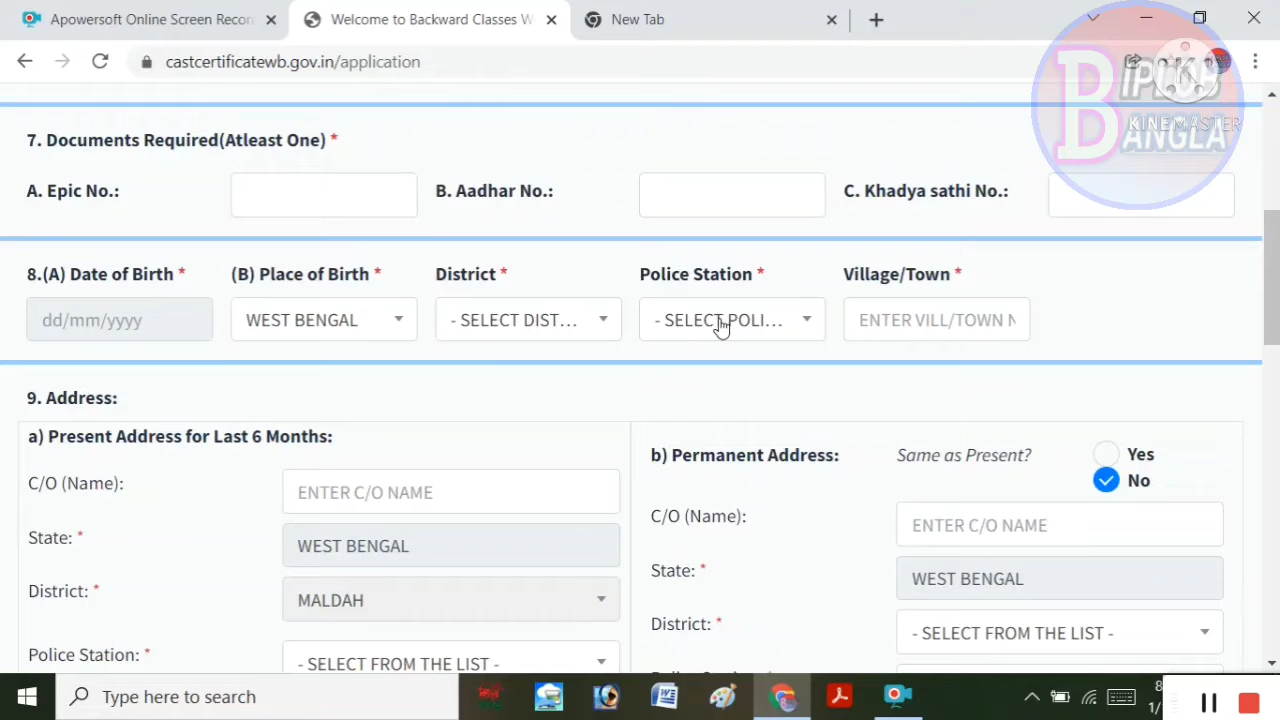 Apowersoft Online Screen Recor
Welcome to Backward Classes W
New Tab
castcertificatewb.gov.in/application
BIPLOB
BANGLA
KINEMASTER
7. Documents Required(Atleast One) *
A. Epic No.:
B. Aadhar No.:
C. Khadya sathi No.:
8.(A) Date of Birth *
(B) Place of Birth *
District *
Police Station *
Village/Town *
dd/mm/yyyy
WEST BENGAL
- SELECT DIST...
- SELECT POLI...
ENTER VILL/TOWN N
9. Address:
a) Present Address for Last 6 Months:
b) Permanent Address:
Same as Present?
Yes
No
C/O (Name):
ENTER C/O NAME
C/O (Name):
ENTER C/O NAME
State: *
WEST BENGAL
State: *
WEST BENGAL
District: *
MALDAH
District: *
- SELECT FROM THE LIST -
Police Station: *
- SELECT FROM THE LIST -
Type here to search
8
1/